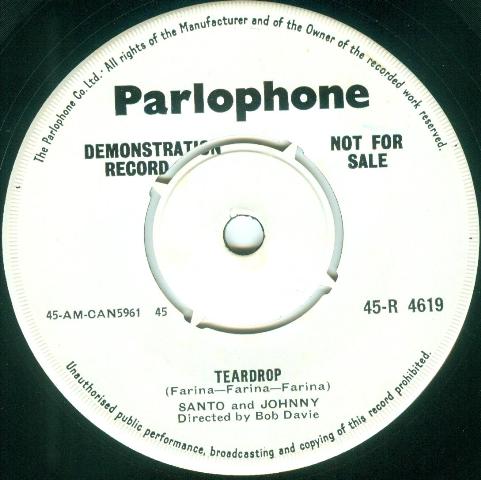 The Parlophone Co. Ltd. · All rights of the Manufacturer and of the Owner of the recorded work reserved.
Parlophone
DEMONSTRATION
RECORD
NOT FOR
SALE
45-AM-CAN5961 45
45-R 4619
TEARDROP
(Farina—Farina—Farina)
SANTO and JOHNNY
Directed by Bob Davie
Unauthorised public performance, broadcasting and copying of this record prohibited.